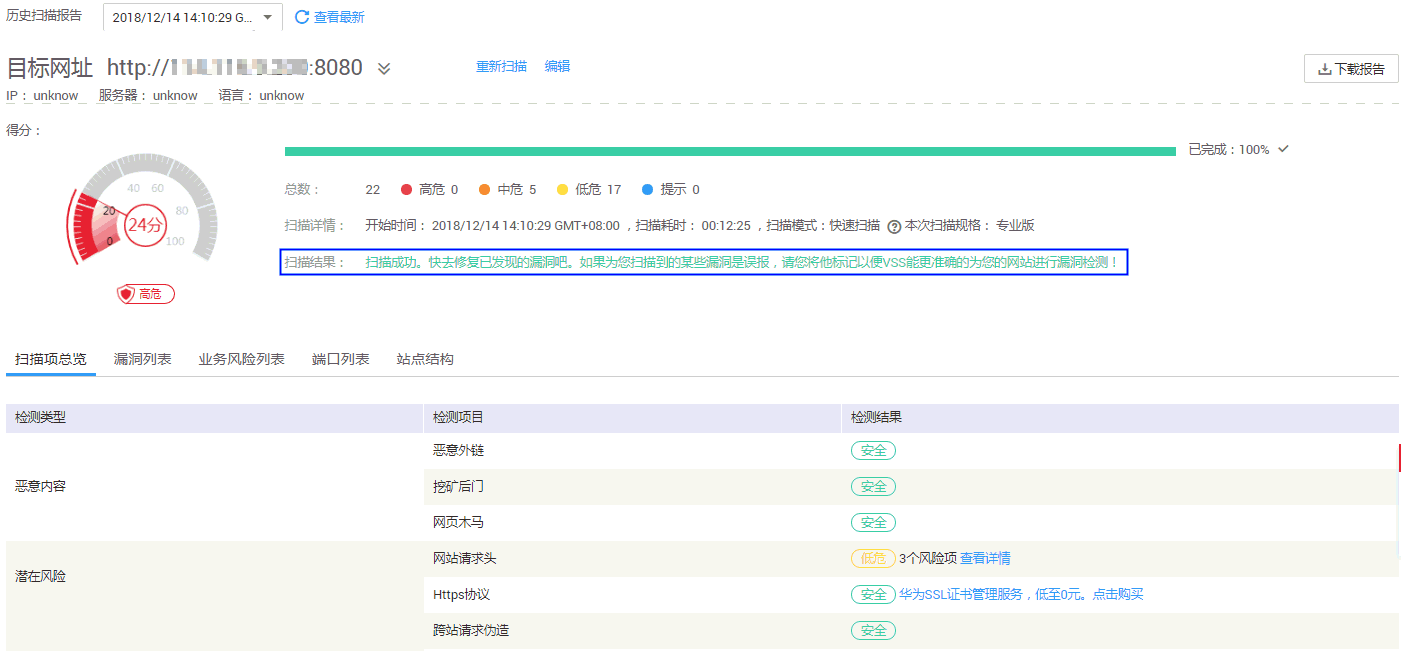 历史扫描报告 2018/12/14 14:10:29 G... 查看最新
目标网址 http:// :8080 重新扫描 编辑 下载报告
IP： unknow 服务器： unknow 语言： unknow
得分：
已完成：100%
总数： 22 高危 0 中危 5 低危 17 提示 0
扫描详情： 开始时间： 2018/12/14 14:10:29 GMT+08:00 ，扫描耗时： 00:12:25 ，扫描模式：快速扫描 本次扫描规格： 专业版
扫描结果： 扫描成功。快去修复已发现的漏洞吧。如果为您扫描到的某些漏洞是误报，请您将他标记以便VSS能更准确的为您的网站进行漏洞检测！
0 20 40 60 80 100
24分
高危
扫描项总览 漏洞列表 业务风险列表 端口列表 站点结构
检测类型 检测项目 检测结果
恶意内容
恶意外链 安全
挖矿后门 安全
网页木马 安全
潜在风险
网站请求头 低危 3个风险项 查看详情
Https协议 安全 华为SSL证书管理服务，低至0元。点击购买
跨站请求伪造 安全